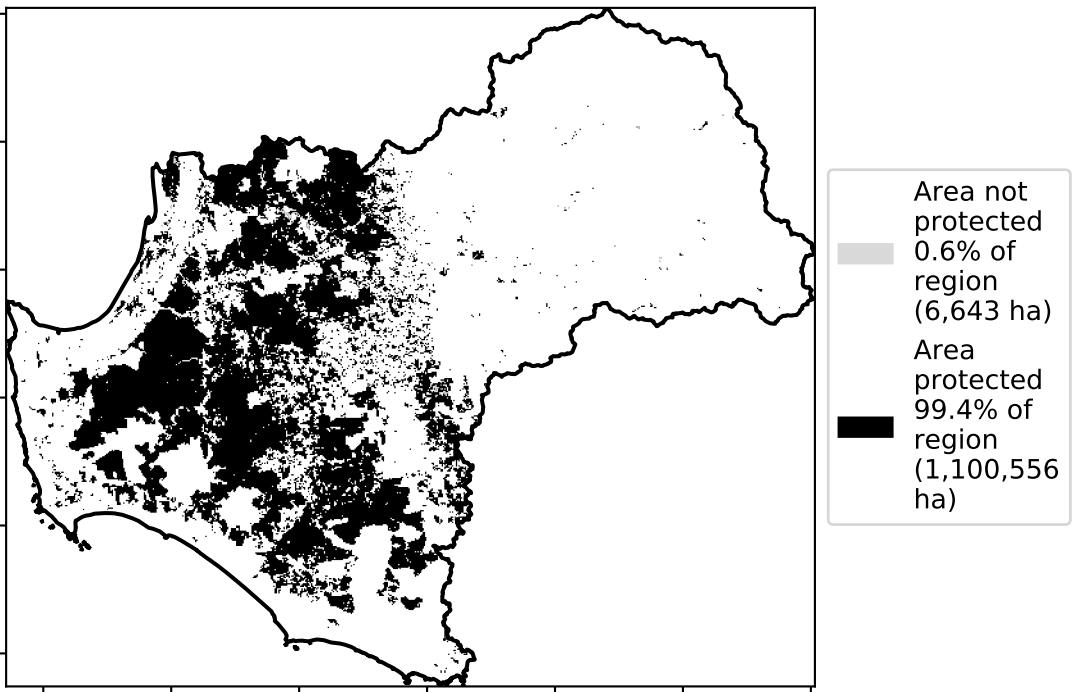 Area not
protected
0.6% of
region
(6,643 ha)
Area
protected
99.4% of
region
(1,100,556
ha)